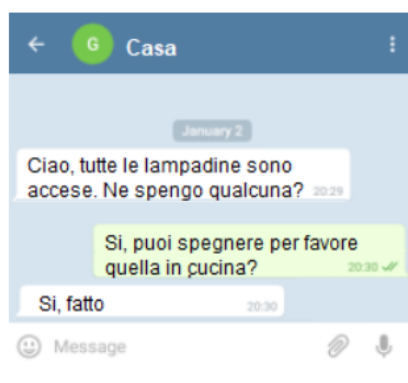 G Casa
January 2
Ciao, tutte le lampadine sono
accese. Ne spengo qualcuna? 20:29
Si, puoi spegnere per favore
quella in cucina? 20:30
Si, fatto 20:30
Message